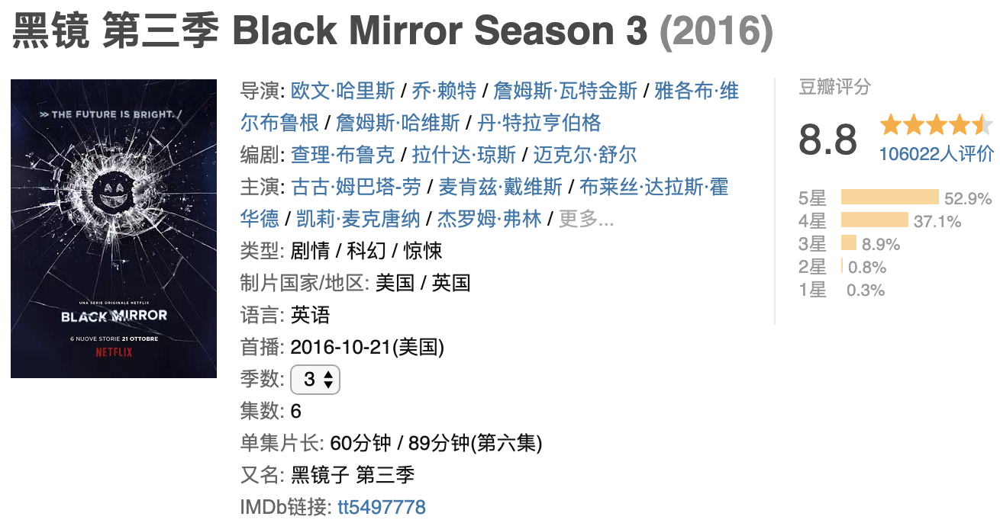 黑镜 第三季 Black Mirror Season 3 (2016)
>> THE FUTURE IS BRIGHT. /
UNA SERIE ORIGINALE NETFLIX
BLACK MIRROR
6 NUOVE STORIE 21 OTTOBRE
NETFLIX
导演: 欧文·哈里斯 / 乔·赖特 / 詹姆斯·瓦特金斯 / 雅各布·维
尔布鲁根 / 詹姆斯·哈维斯 / 丹·特拉亨伯格
编剧: 查理·布鲁克 / 拉什达·琼斯 / 迈克尔·舒尔
主演: 古古·姆巴塔-劳 / 麦肯兹·戴维斯 / 布莱丝·达拉斯·霍
华德 / 凯莉·麦克唐纳 / 杰罗姆·弗林 / 更多...
类型: 剧情 / 科幻 / 惊悚
制片国家/地区: 美国 / 英国
语言: 英语
首播: 2016-10-21(美国)
季数: 3
集数: 6
单集片长: 60分钟 / 89分钟(第六集)
又名: 黑镜子 第三季
IMDb链接: tt5497778
豆瓣评分
8.8
106022人评价
5星 52.9%
4星 37.1%
3星 8.9%
2星 0.8%
1星 0.3%